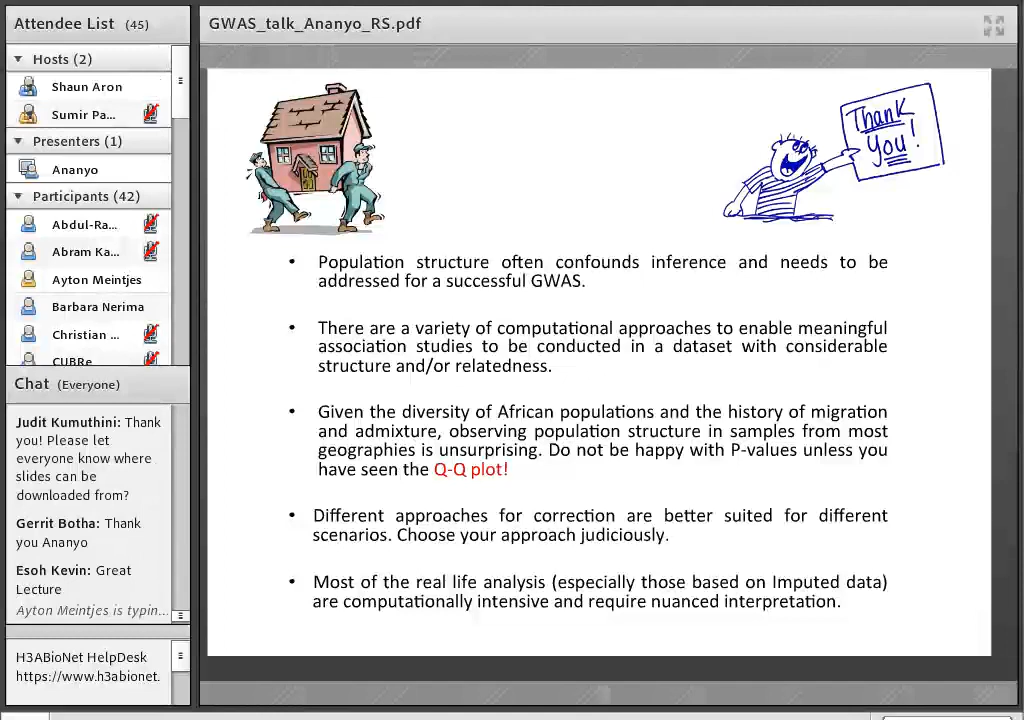 Attendee List (45)
Hosts (2)
Shaun Aron
Sumir Pa...
Presenters (1)
Ananyo
Participants (42)
Abdul-Ra...
Abram Ka...
Ayton Meintjes
Barbara Nerima
Christian ...
CUBRe
Chat (Everyone)
Judit Kumuthini: Thank
you! Please let
everyone know where
slides can be
downloaded from?
Gerrit Botha: Thank
you Ananyo
Esoh Kevin: Great
Lecture
Ayton Meintjes is typin...
H3ABioNet HelpDesk
https://www.h3abionet.
GWAS_talk_Ananyo_RS.pdf
Thank
you!
• Population structure often confounds inference and needs to be
addressed for a successful GWAS.
• There are a variety of computational approaches to enable meaningful
association studies to be conducted in a dataset with considerable
structure and/or relatedness.
• Given the diversity of African populations and the history of migration
and admixture, observing population structure in samples from most
geographies is unsurprising. Do not be happy with P-values unless you
have seen the Q-Q plot!
• Different approaches for correction are better suited for different
scenarios. Choose your approach judiciously.
• Most of the real life analysis (especially those based on Imputed data)
are computationally intensive and require nuanced interpretation.